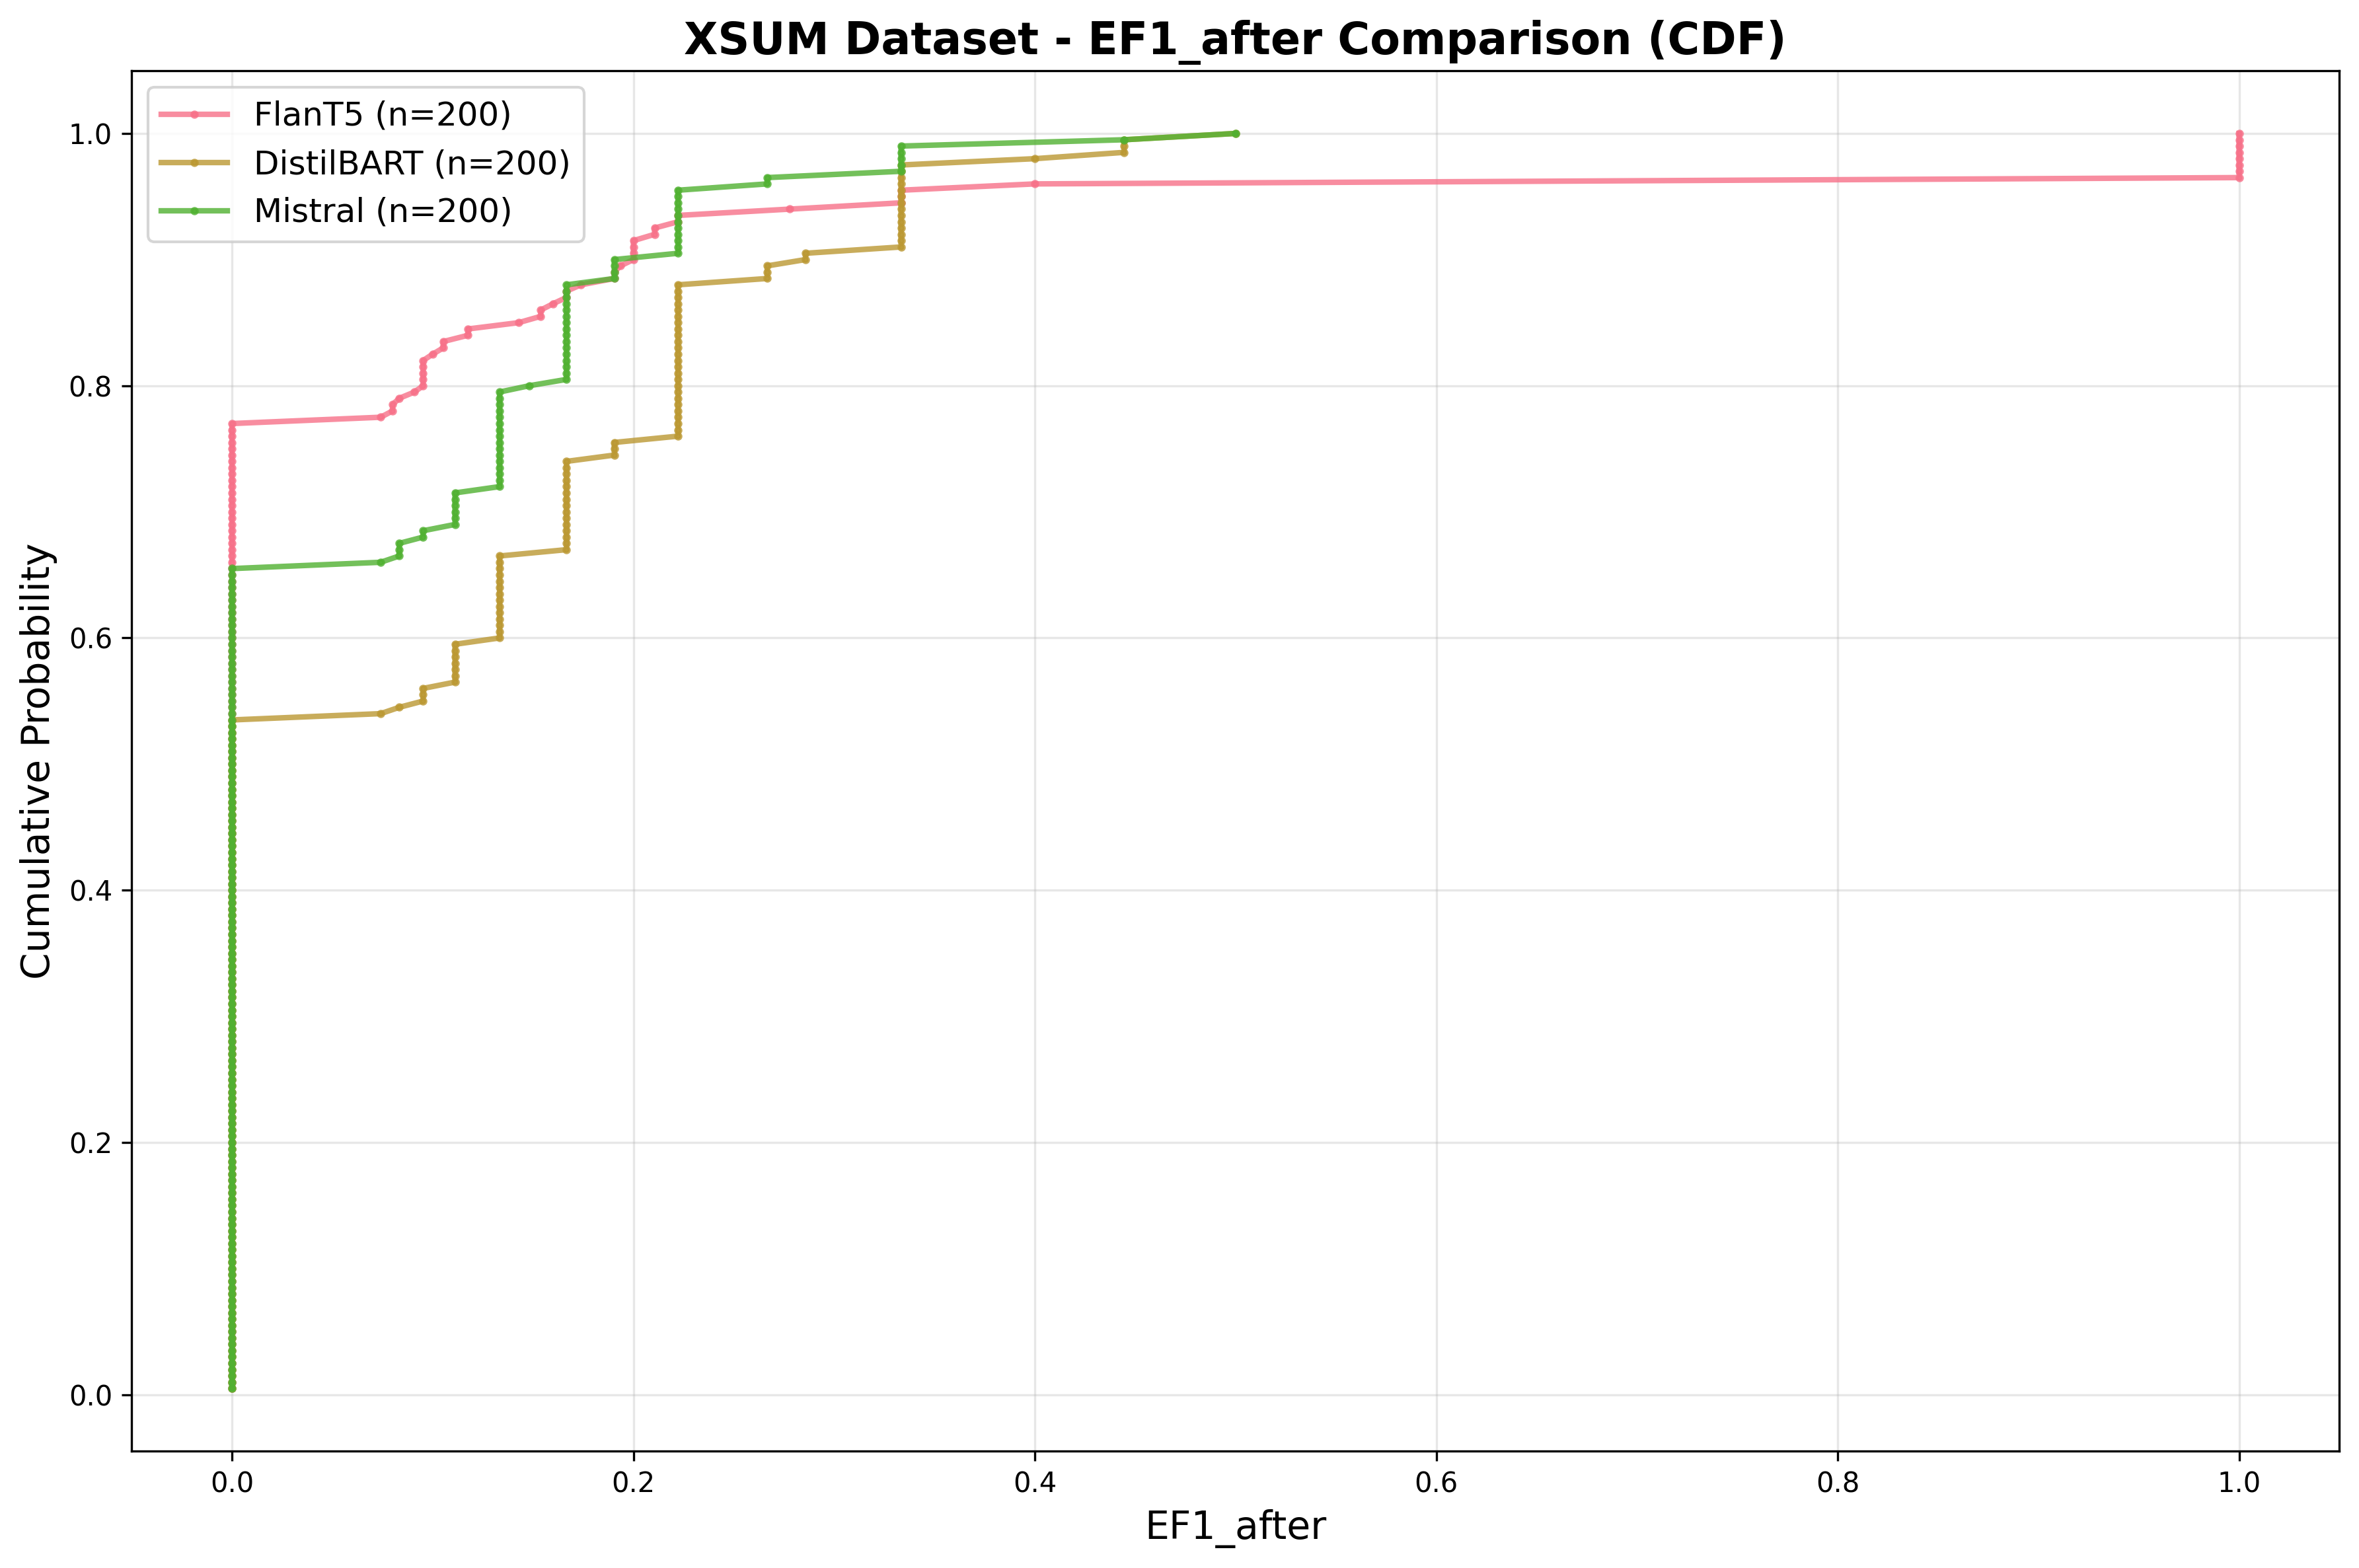 XSUM Dataset - EF1_after Comparison (CDF)
FlanT5 (n=200)
DistilBART (n=200)
Mistral (n=200)
Cumulative Probability
1.0
0.8
0.6
0.4
0.2
0.0
0.0 0.2 0.4 0.6 0.8 1.0
EF1_after